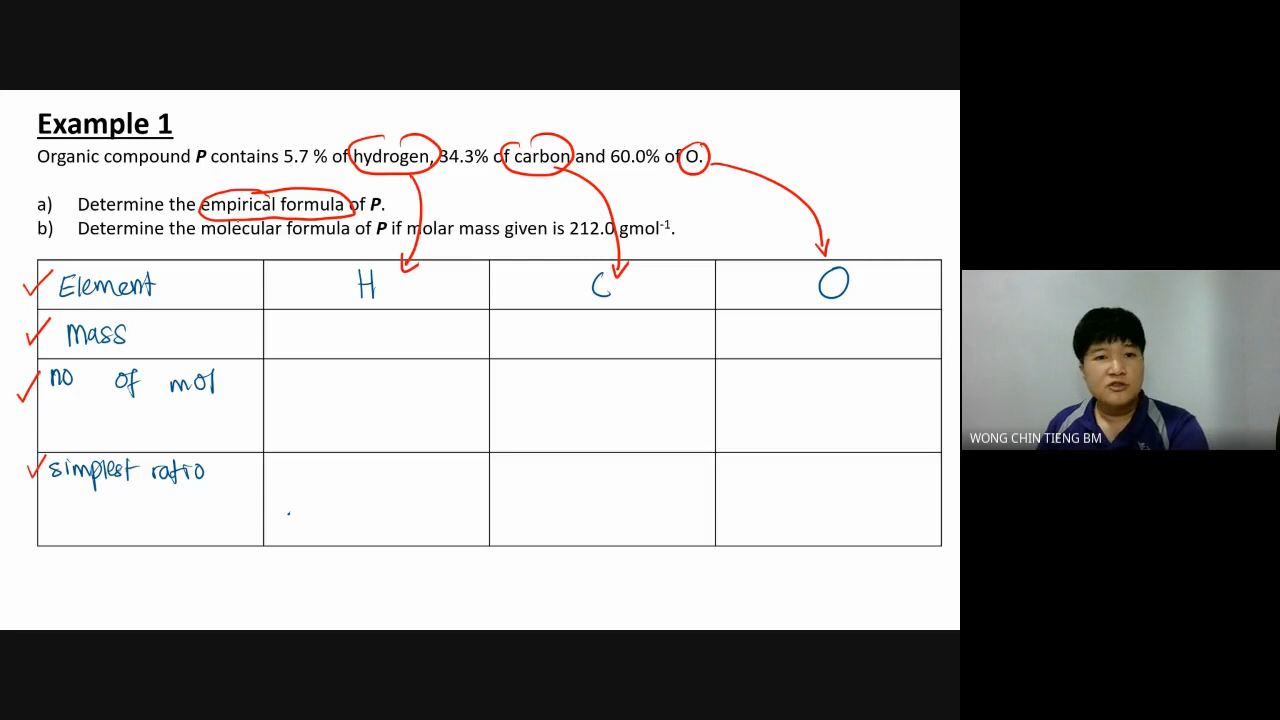 Example 1
Organic compound P contains 5.7 % of hydrogen, 34.3% of carbon and 60.0% of O.
a) Determine the empirical formula of P.
b) Determine the molecular formula of P if molar mass given is 212.0 gmol⁻¹.
Element H C O
Mass
no of mol
simplest ratio
WONG CHIN TIENG BM